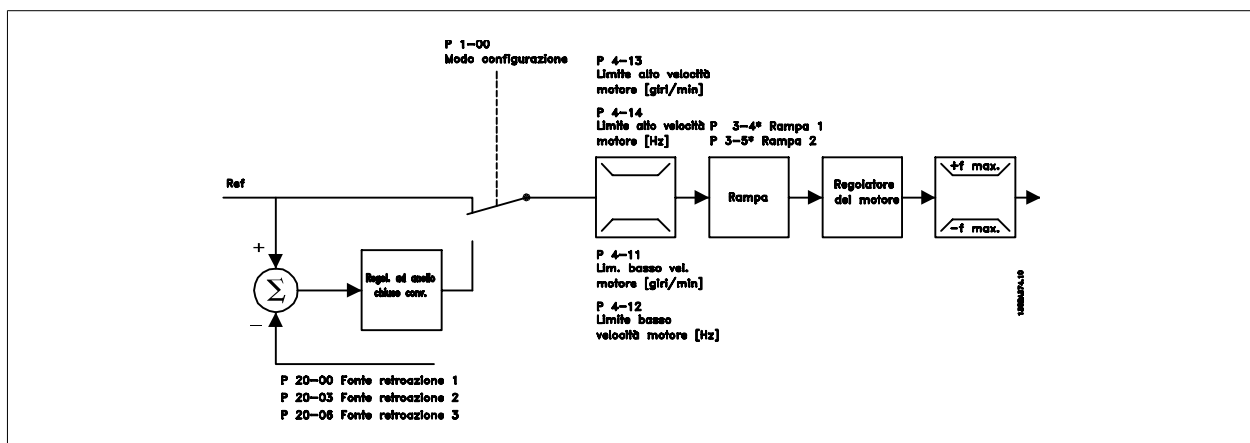 P 1-00
Modo configurazione
P 4-13
Limite alto velocità
motore [giri/min]
P 4-14
Limite alto velocità
motore [Hz]
P 3-4* Rampa 1
P 3-5* Rampa 2
Ref
+
Σ
−
Regol. ad anello
chiuso conv.
Rampa
Regolatore
del motore
+f max.
−f max.
P 4-11
Lim. basso vel.
motore [giri/min]
P 4-12
Limite basso
velocità motore [Hz]
P 20-00 Fonte retroazione 1
P 20-03 Fonte retroazione 2
P 20-06 Fonte retroazione 3